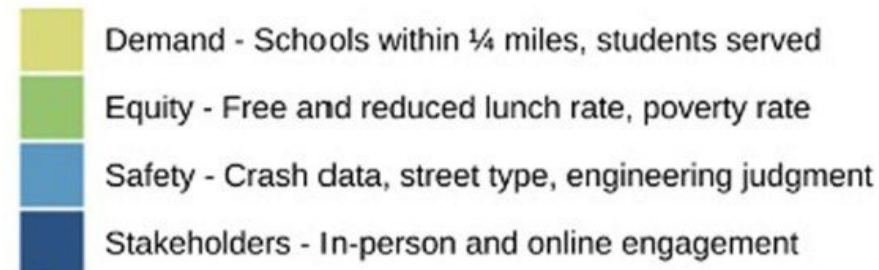 Demand - Schools within ¼ miles, students served
Equity - Free and reduced lunch rate, poverty rate
Safety - Crash data, street type, engineering judgment
Stakeholders - In-person and online engagement